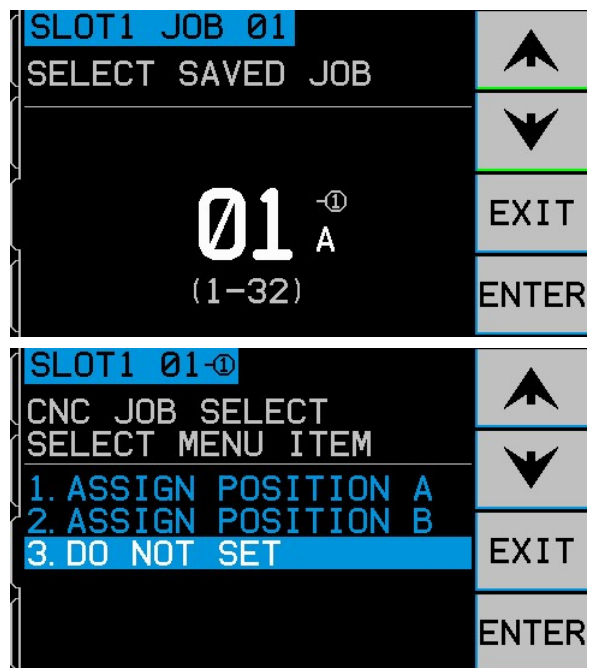 SLOT1 JOB 01
SELECT SAVED JOB
01 -① A
(1-32)
EXIT
ENTER
SLOT1 01-①
CNC JOB SELECT
SELECT MENU ITEM
1. ASSIGN POSITION A
2. ASSIGN POSITION B
3. DO NOT SET
EXIT
ENTER